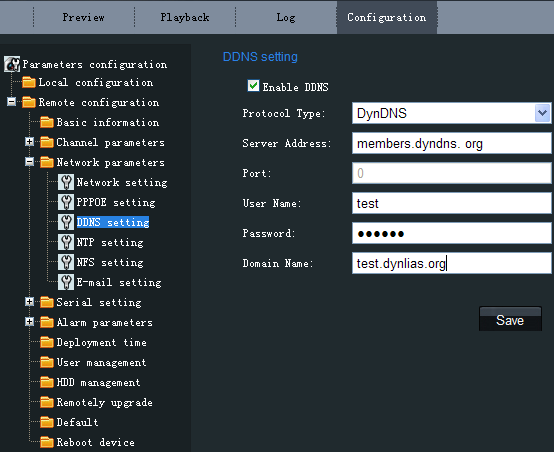 Preview Playback Log Configuration
Parameters configuration
Local configuration
Remote configuration
Basic information
Channel parameters
Network parameters
Network setting
PPPOE setting
DDNS setting
NTP setting
NFS setting
E-mail setting
Serial setting
Alarm parameters
Deployment time
User management
HDD management
Remotely upgrade
Default
Reboot device
DDNS setting
Enable DDNS
Protocol Type: DynDNS
Server Address: members.dyndns. org
Port: 0
User Name: test
Password: ●●●●●●
Domain Name: test.dynlias.org
Save